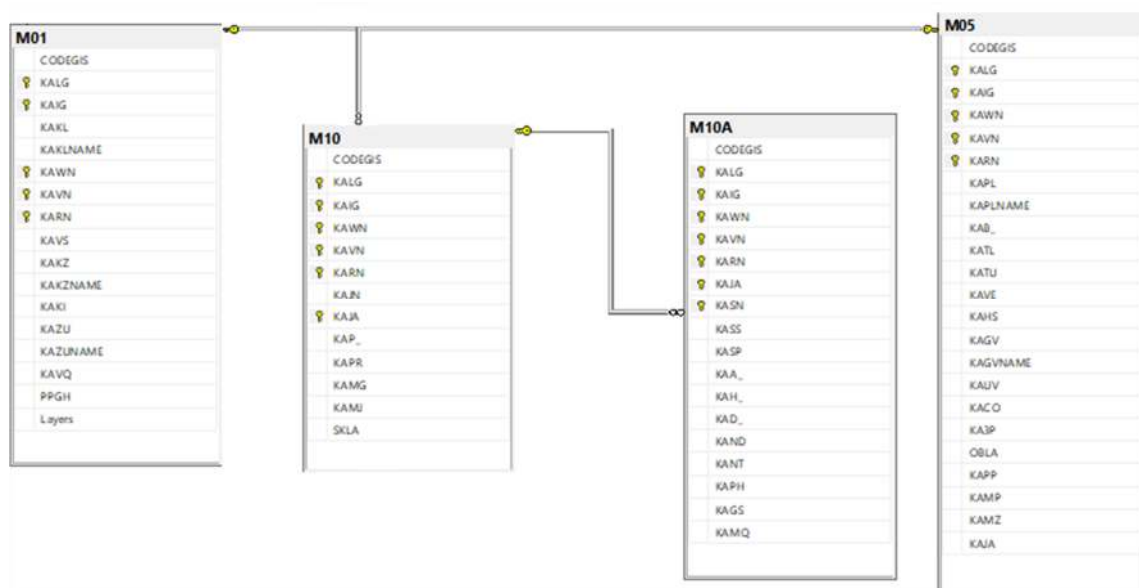 M01
CODEGIS
KALG
KAIG
KAKL
KAKLNAME
KAWN
KAVN
KARN
KAVS
KAKZ
KAKZNAME
KAKI
KAZU
KAZUNAME
KAVQ
PPGH
Layers
M10
CODEGIS
KALG
KAIG
KAWN
KAVN
KARN
KAJN
KAJA
KAP_
KAPR
KAMG
KAMJ
SKLA
M10A
CODEGIS
KALG
KAIG
KAWN
KAVN
KARN
KAJA
KASN
KASS
KASP
KAA_
KAH_
KAD_
KAND
KANT
KAPH
KAGS
KAMQ
M05
CODEGIS
KALG
KAIG
KAWN
KAVN
KARN
KAPL
KAPLNAME
KAB_
KATL
KATU
KAVE
KAHS
KAGV
KAGVNAME
KAUV
KACO
KA3P
OBLA
KAPP
KAMP
KAMZ
KAJA